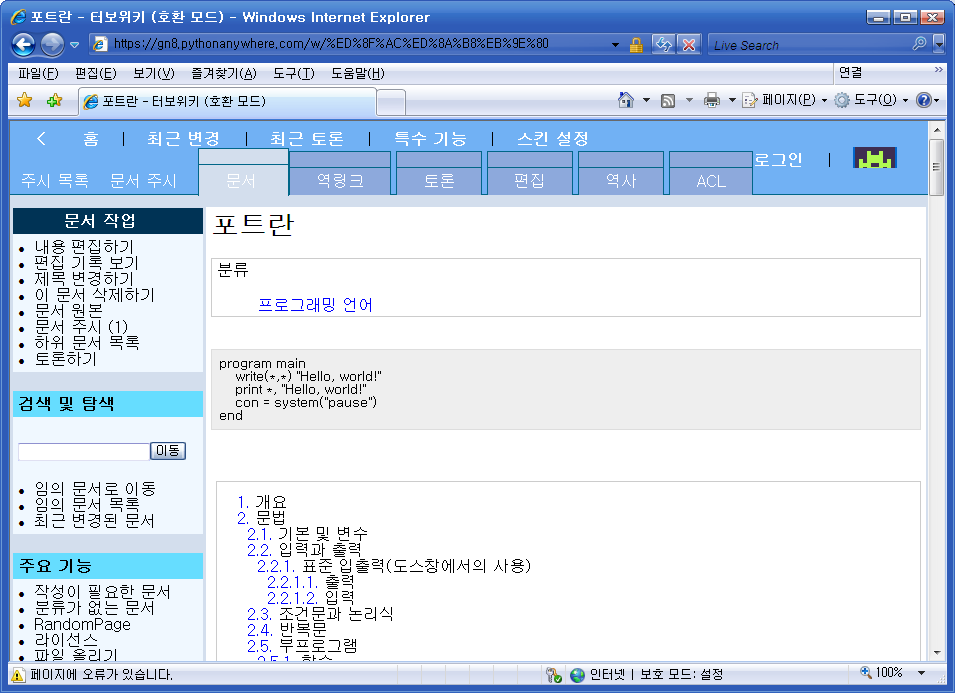 포트란 - 터보위키 (호환 모드) - Windows Internet Explorer
https://gn8.pythonanywhere.com/w/%ED%8F%AC%ED%8A%B8%EB%9E%80
Live Search
파일(F) 편집(E) 보기(V) 즐겨찾기(A) 도구(T) 도움말(H)
연결
포트란 - 터보위키 (호환 모드)
페이지(P)
도구(O)
홈 | 최근 변경 | 최근 토론 | 특수 기능 | 스킨 설정
로그인 |
주시 목록 문서 주시 문서 역링크 토론 편집 역사 ACL
문서 작업
내용 편집하기
편집 기록 보기
제목 변경하기
이 문서 삭제하기
문서 원본
문서 주시 (1)
하위 문서 목록
토론하기
검색 및 탐색
이동
임의 문서로 이동
임의 문서 목록
최근 변경된 문서
주요 기능
작성이 필요한 문서
분류가 없는 문서
RandomPage
라이선스
파일 올리기
포트란
분류
프로그래밍 언어
program main
write(*,*) "Hello, world!"
print *, "Hello, world!"
con = system("pause")
end
1. 개요
2. 문법
2.1. 기본 및 변수
2.2. 입력과 출력
2.2.1. 표준 입출력(도스창에서의 사용)
2.2.1.1. 출력
2.2.1.2. 입력
2.3. 조건문과 논리식
2.4. 반복문
2.5. 부프로그램
2.5.1. 함수
페이지에 오류가 있습니다.
인터넷 | 보호 모드: 설정
100%